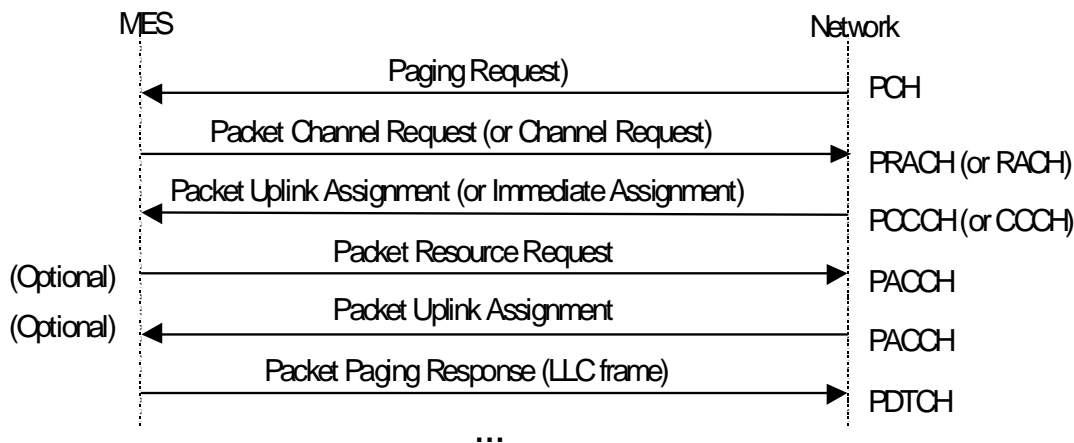 MES
Network
Paging Request)
PCH
Packet Channel Request (or Channel Request)
PRACH (or RACH)
Packet Uplink Assignment (or Immediate Assignment)
PCCCH (or CCCH)
Packet Resource Request
(Optional)
PACCH
Packet Uplink Assignment
(Optional)
PACCH
Packet Paging Response (LLC frame)
PDTCH
...